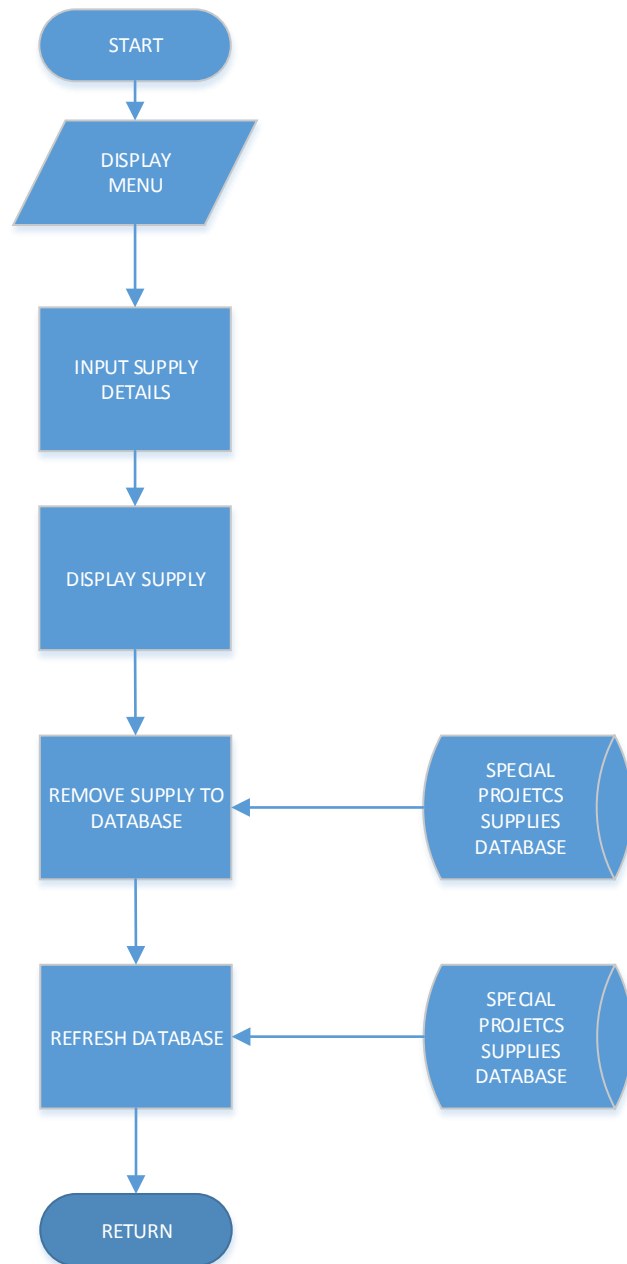 START
DISPLAY
MENU
INPUT SUPPLY
DETAILS
DISPLAY SUPPLY
REMOVE SUPPLY TO
DATABASE
SPECIAL
PROJETCS
SUPPLIES
DATABASE
REFRESH DATABASE
SPECIAL
PROJETCS
SUPPLIES
DATABASE
RETURN